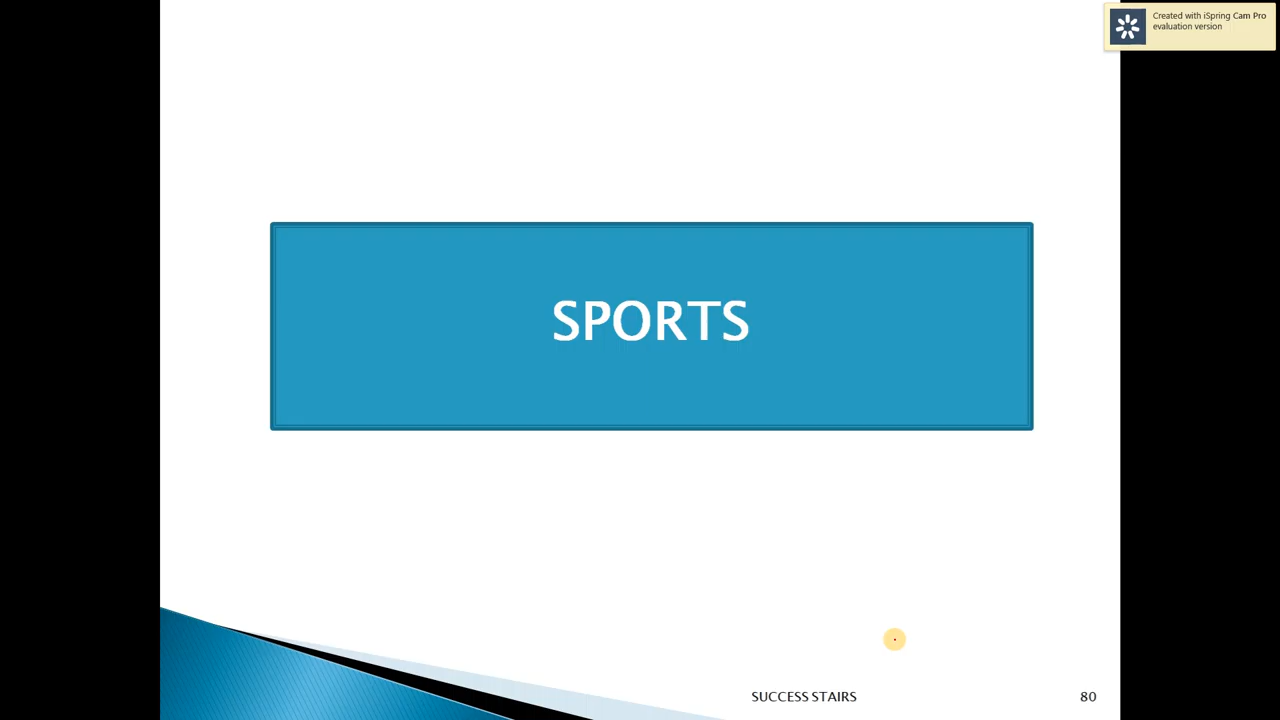 Created with iSpring Cam Pro
evaluation version
SPORTS
SUCCESS STAIRS
80